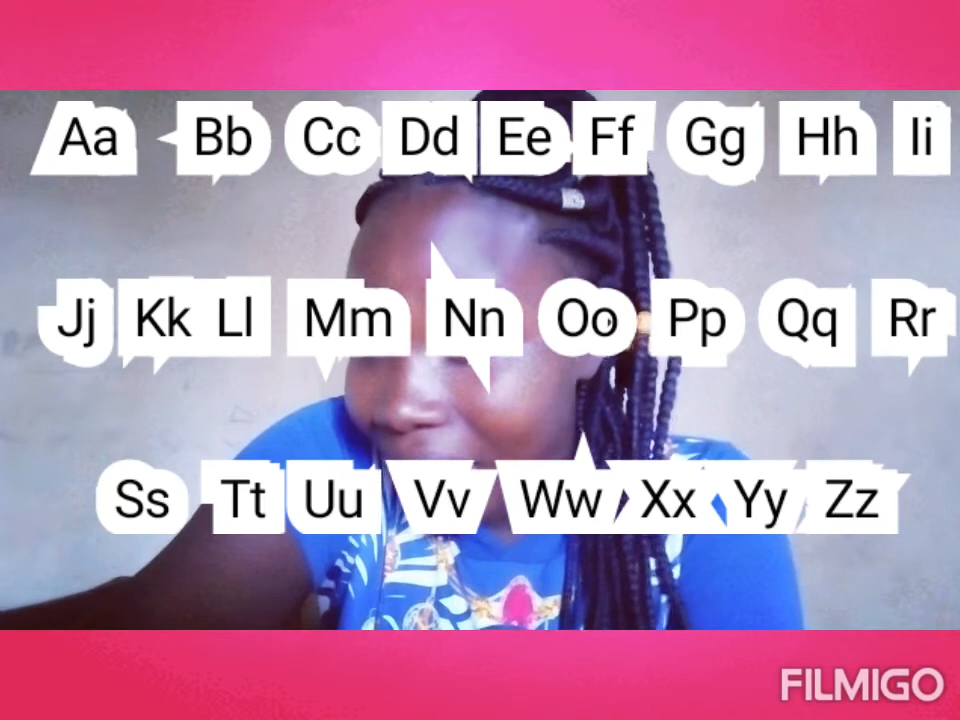 Aa Bb Cc Dd Ee Ff Gg Hh Ii
Jj Kk Ll Mm Nn Oo Pp Qq Rr
Ss Tt Uu Vv Ww Xx Yy Zz
FILMIGO